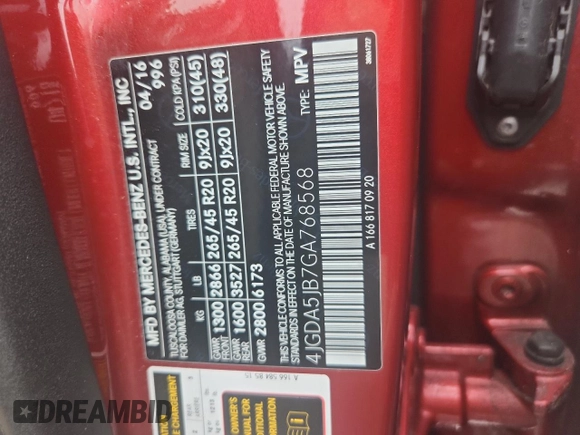 MFD BY MERCEDES-BENZ U.S. INTL., INC
TUSCALOOSA COUNTY, ALABAMA (USA), UNDER CONTRACT
FOR DAIMLER AG, STUTTGART (GERMANY)
04/16
996
KG LB TIRES RIM SIZE COLD KPA(PSI)
GAWR FRONT 1300 2866 265/45 R20 9Jx20 310(45)
GAWR REAR 1600 3527 265/45 R20 9Jx20 330(48)
GVWR 2800 6173
THIS VEHICLE CONFORMS TO ALL APPLICABLE FEDERAL MOTOR VEHICLE SAFETY
STANDARDS IN EFFECT ON THE DATE OF MANUFACTURE SHOWN ABOVE.
4JGDA5JB7GA768568 TYPE: MPV
A 166 817 09 20
DREAMBID